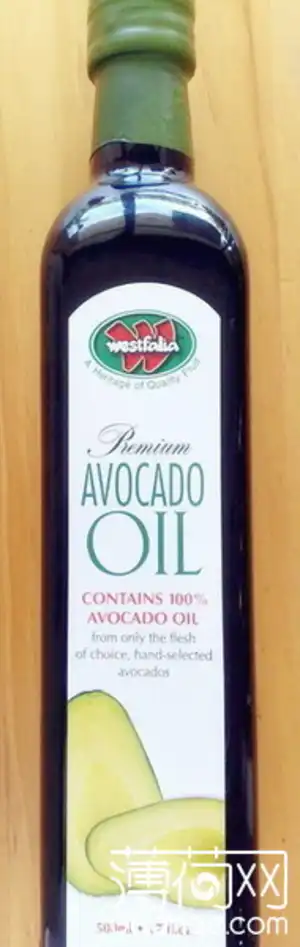 westfalia
A Heritage of Quality Fruit
Premium
AVOCADO
OIL
CONTAINS 100%
AVOCADO OIL
from only the flesh
of choice, hand-selected
avocados
薄荷网